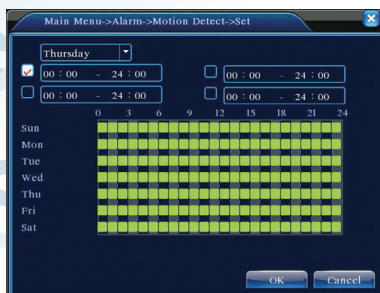 Main Menu->Alarm->Motion Detect->Set
Thursday
00 : 00 - 24 : 00
00 : 00 - 24 : 00
00 : 00 - 24 : 00
00 : 00 - 24 : 00
0 3 6 9 12 15 18 21 24
Sun
Mon
Tue
Wed
Thu
Fri
Sat
OK Cancel